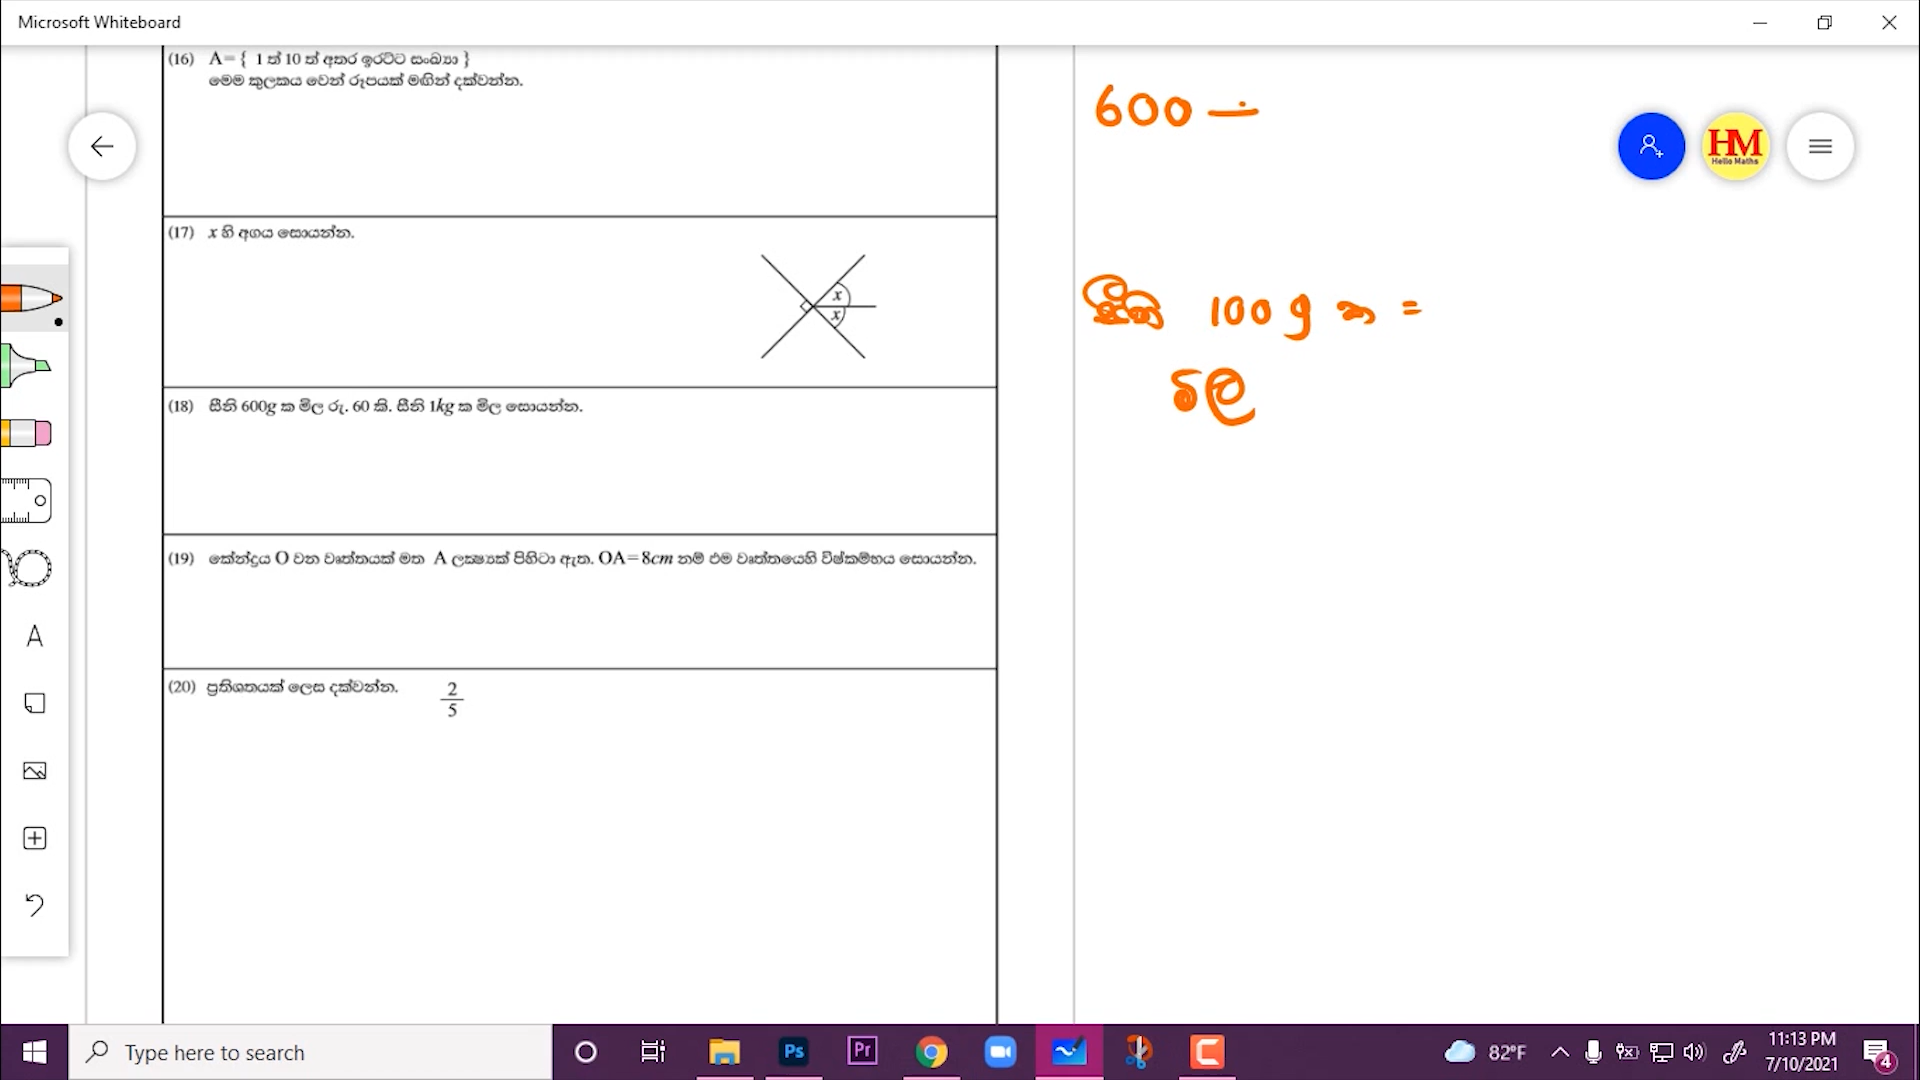 Microsoft Whiteboard
(16) A= { 1 ත් 10 ත් අතර ඉරට්ට සංඛ්‍යා }
මෙම කුලකය වෙන් රූපයක් මඟින් දක්වන්න.
(17) x හි අගය සොයන්න.
x
x
(18) සීනි 600g ක මිල රු. 60 කි. සීනි 1kg ක මිල සොයන්න.
(19) කේන්ද්‍රය O වන වෘත්තයක් මත A ලක්‍ෂ්‍යක් පිහිටා ඇත. OA=8cm නම් එම වෘත්තයෙහි විෂ්කම්භය සොයන්න.
(20) ප්‍රතිශතයක් ලෙස දක්වන්න. 2
5
600 ÷
සීනි 100 g ක =
මිල
HM
Hello Maths
A
Type here to search
Ps
Pr
82°F
11:13 PM
7/10/2021
4